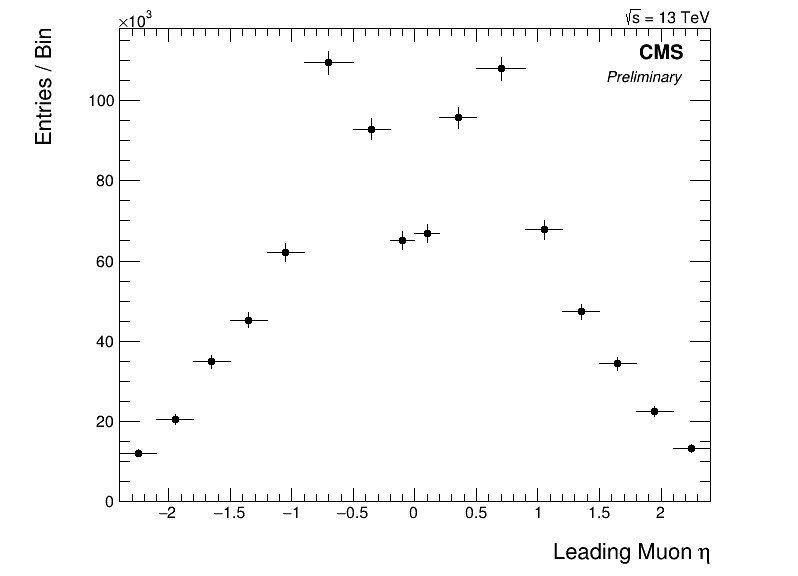 ×10³
√s = 13 TeV
Entries / Bin
CMS
Preliminary
100
80
60
40
20
0
−2 −1.5 −1 −0.5 0 0.5 1 1.5 2
Leading Muon η